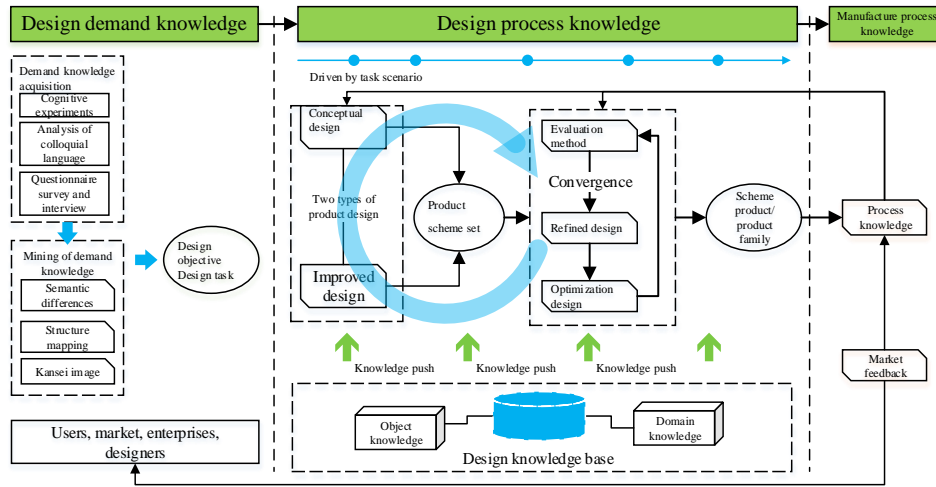 Design demand knowledge
Design process knowledge
Manufacture process
knowledge
Demand knowledge
acquisition
Cognitive
experiments
Analysis of
colloquial
language
Questionnaire
survey and
interview
Mining of demand
knowledge
Semantic
differences
Structure
mapping
Kansei image
Design
objective
Design task
Users, market, enterprises,
designers
Driven by task scenario
Conceptual
design
Two types of
product design
Improved
design
Product
scheme set
Evaluation
method
Convergence
Refined design
Optimization
design
Scheme
product/
product
family
Process
knowledge
Market
feedback
Knowledge push
Knowledge push
Knowledge push
Knowledge push
Object
knowledge
Domain
knowledge
Design knowledge base